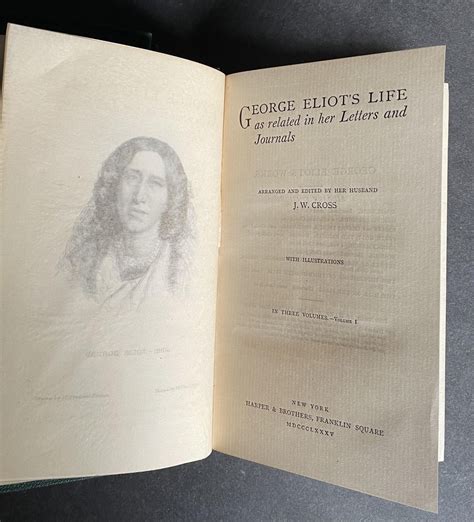 GEORGE ELIOT'S LIFE
as related in her Letters and
Journals
ARRANGED AND EDITED BY HER HUSBAND
J. W. CROSS
WITH ILLUSTRATIONS
IN THREE VOLUMES.—VOLUME I
NEW YORK
HARPER & BROTHERS, FRANKLIN SQUARE
MDCCCLXXXV